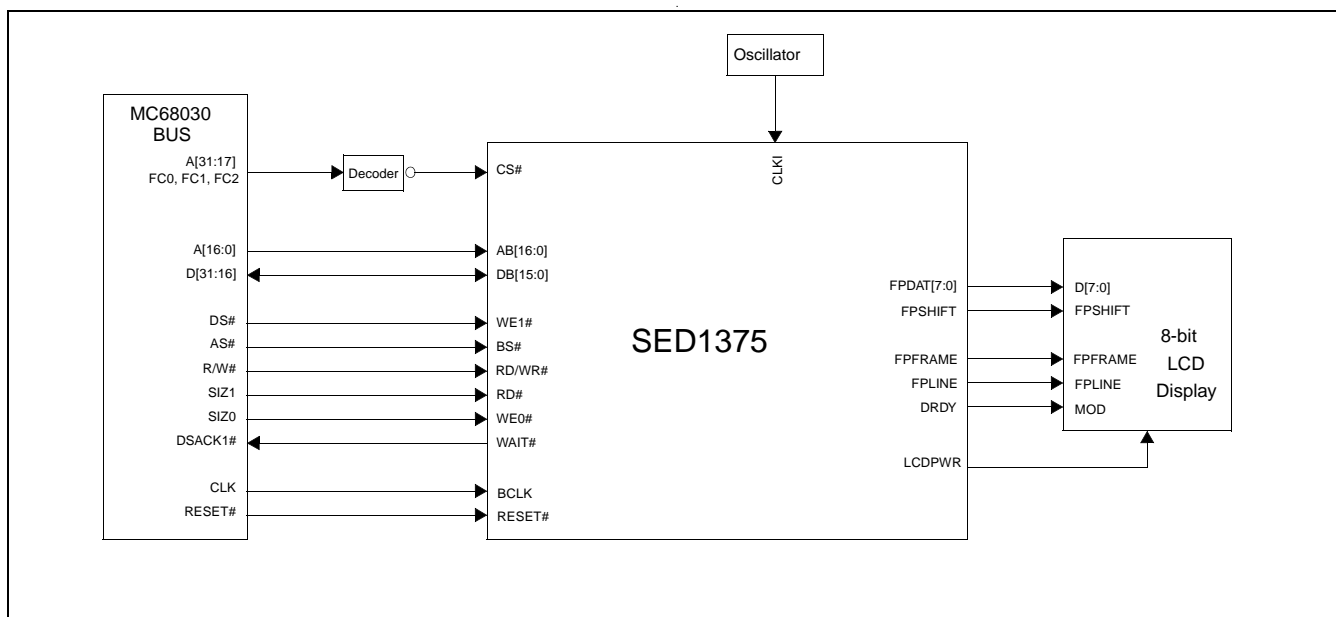 Oscillator
MC68030
BUS
A[31:17]
FC0, FC1, FC2
Decoder
CS#
CLKI
A[16:0]
AB[16:0]
D[31:16]
DB[15:0]
DS#
WE1#
AS#
BS#
R/W#
RD/WR#
SIZ1
RD#
SIZ0
WE0#
DSACK1#
WAIT#
CLK
BCLK
RESET#
RESET#
SED1375
FPDAT[7:0]
D[7:0]
FPSHIFT
FPSHIFT
FPFRAME
FPFRAME
FPLINE
FPLINE
DRDY
MOD
LCDPWR
8-bit
LCD
Display